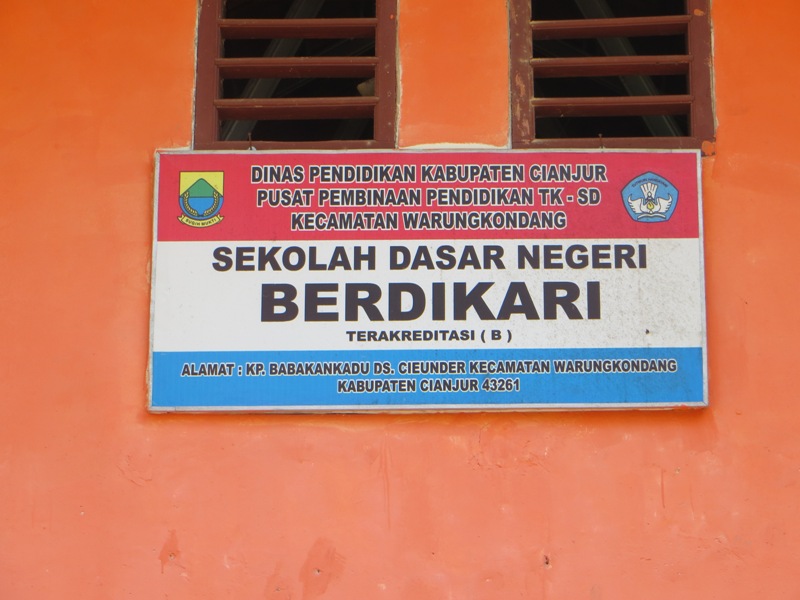 DINAS PENDIDIKAN KABUPATEN CIANJUR
PUSAT PEMBINAAN PENDIDIKAN TK - SD
KECAMATAN WARUNGKONDANG
SEKOLAH DASAR NEGERI
BERDIKARI
TERAKREDITASI ( B )
ALAMAT : KP. BABAKANKADU DS. CIEUNDER KECAMATAN WARUNGKONDANG
KABUPATEN CIANJUR 43261